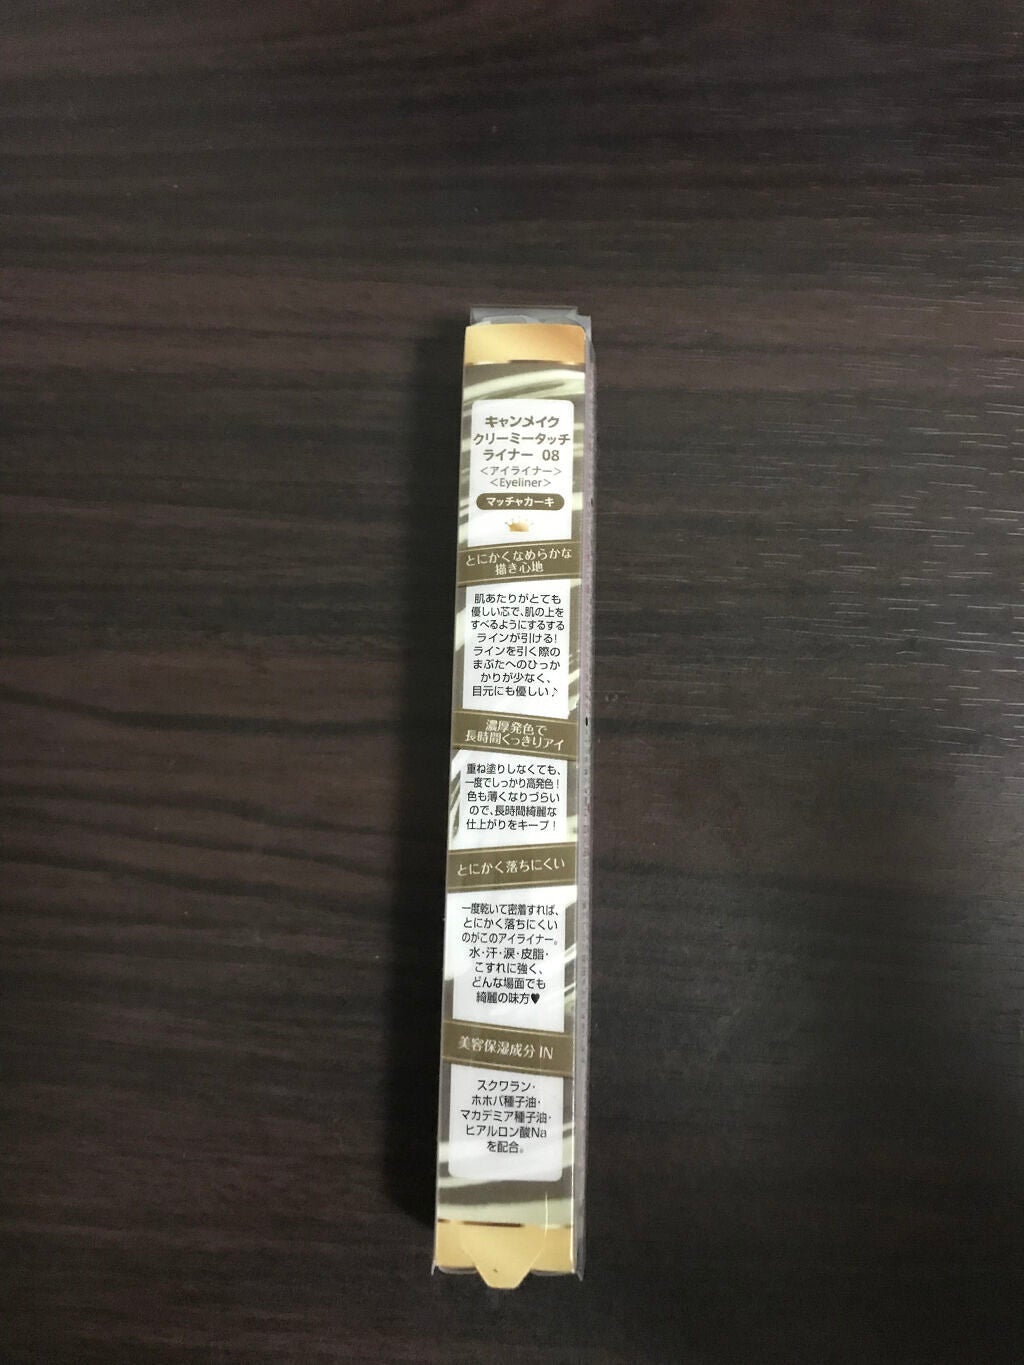 キャンメイク
クリーミータッチ
ライナー 08
<アイライナー>
<Eyeliner>
マッチャカーキ
とにかくなめらかな
描き心地
肌あたりがとても
優しい芯で、肌の上を
すべるようにするする
ラインが引ける!
ラインを引く際の
まぶたへのひっか
かりが少なく、
目元にも優しい♪
濃厚発色で
長時間くっきりアイ
重ね塗りしなくても、
一度でしっかり高発色!
色も薄くなりづらい
ので、長時間綺麗な
仕上がりをキープ!
とにかく落ちにくい
一度乾いて密着すれば、
とにかく落ちにくい
のがこのアイライナー。
水・汗・涙・皮脂・
こすれに強く、
どんな場面でも
綺麗の味方♥
美容保湿成分 IN
スクワラン・
ホホバ種子油・
マカデミア種子油・
ヒアルロン酸Na
を配合。